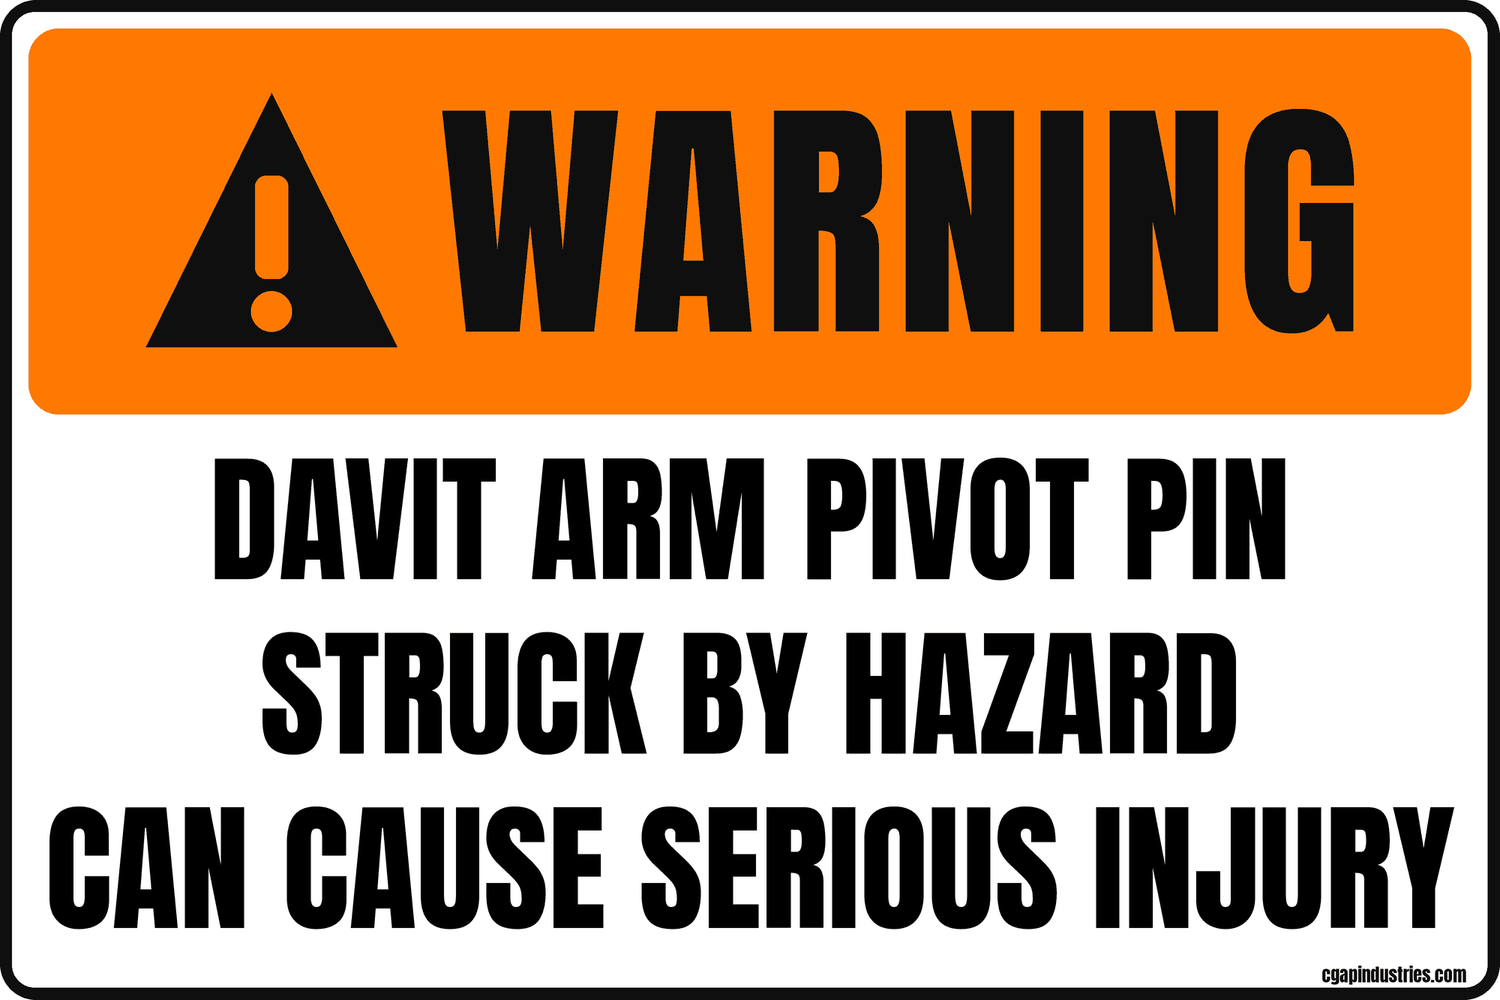 WARNING
DAVIT ARM PIVOT PIN
STRUCK BY HAZARD
CAN CAUSE SERIOUS INJURY
cgapindustries.com